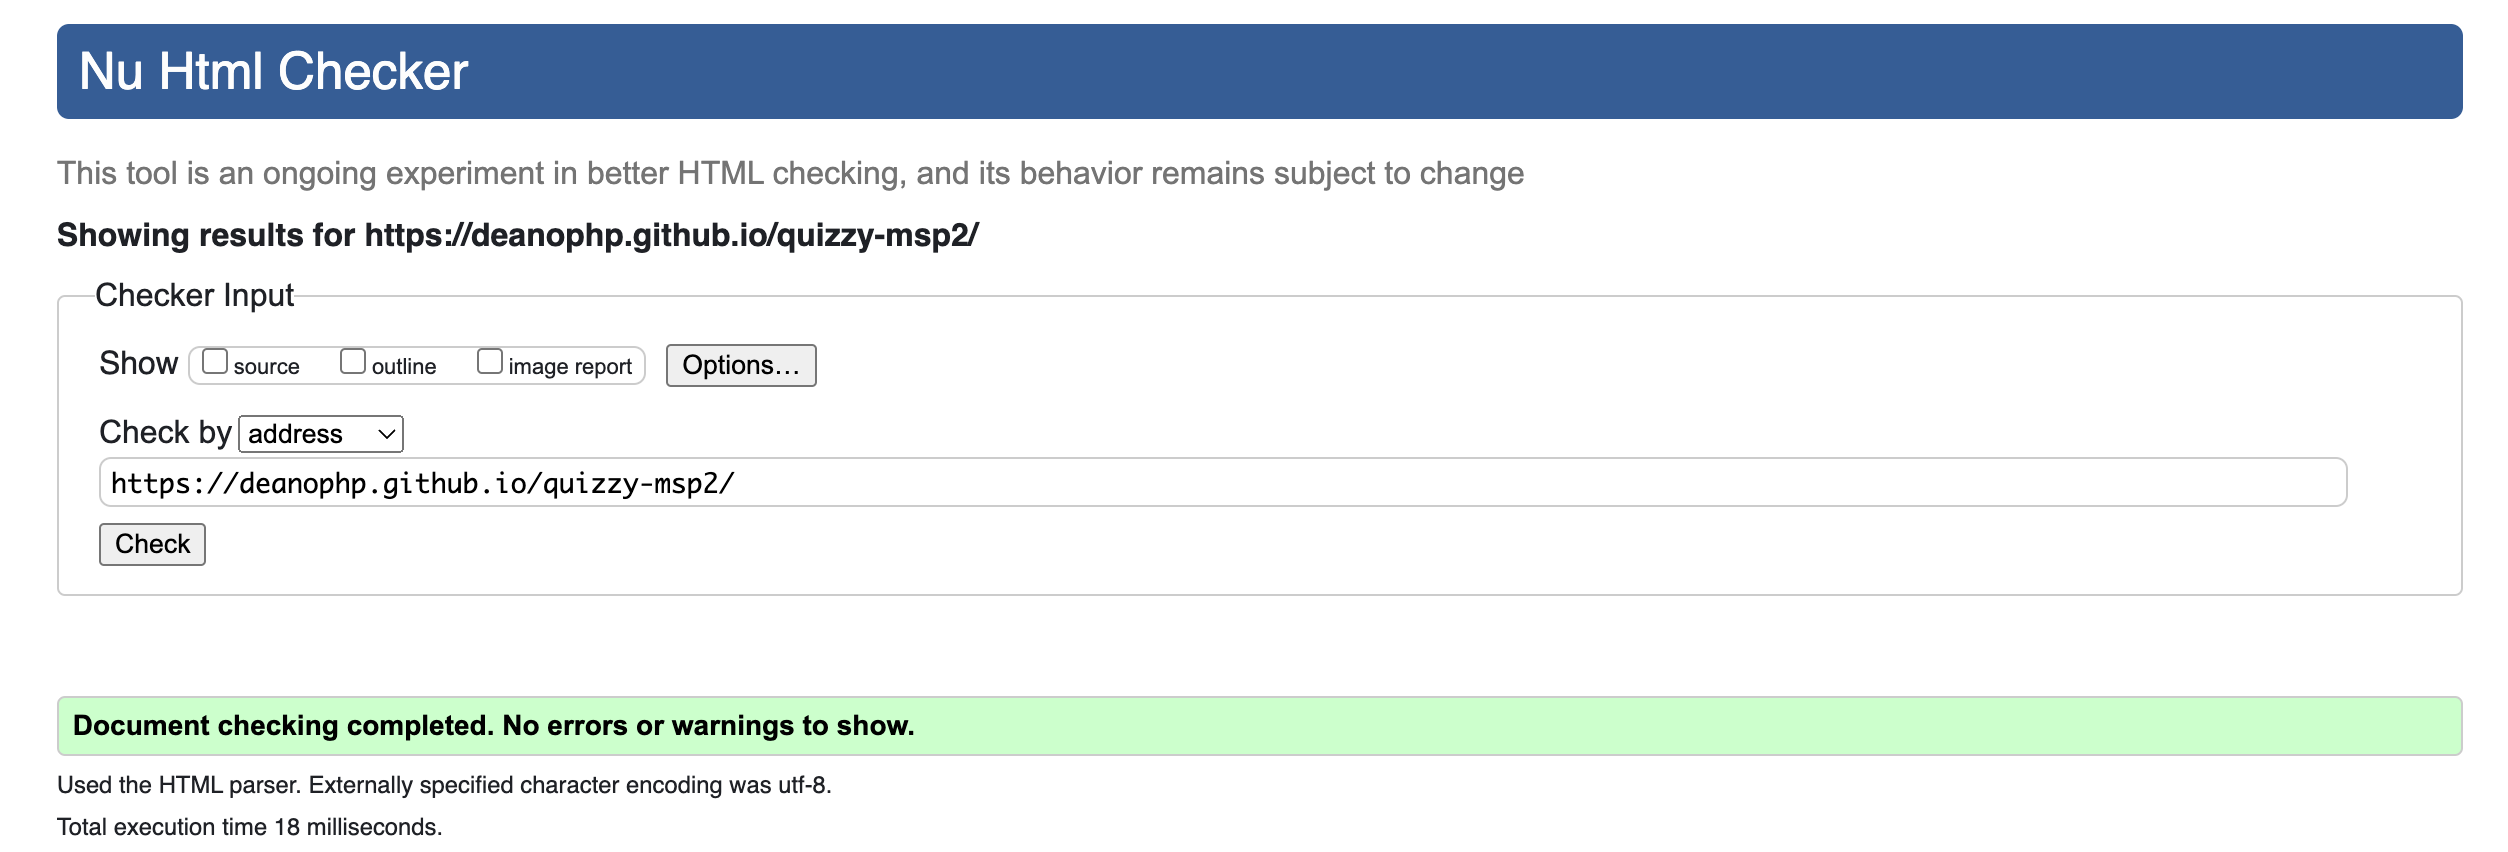 Nu Html Checker
This tool is an ongoing experiment in better HTML checking, and its behavior remains subject to change
Showing results for https://deanophp.github.io/quizzy-msp2/
Checker Input
Show source outline image report Options...
Check by address
https://deanophp.github.io/quizzy-msp2/
Check
Document checking completed. No errors or warnings to show.
Used the HTML parser. Externally specified character encoding was utf-8.
Total execution time 18 milliseconds.